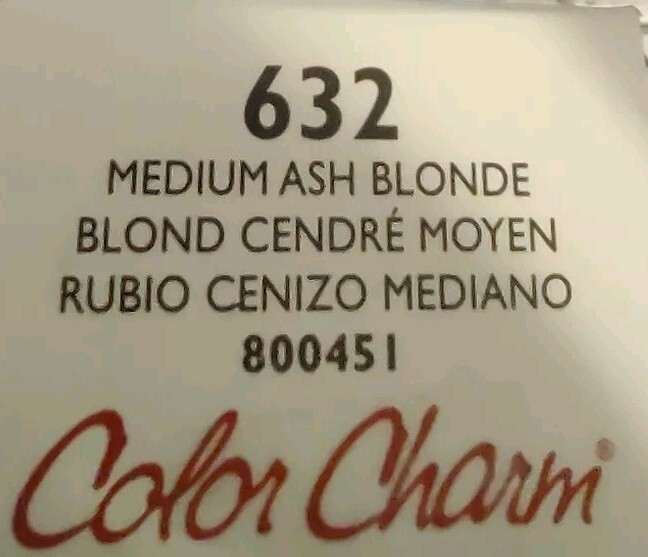 632
MEDIUM ASH BLONDE
BLOND CENDRÉ MOYEN
RUBIO CENIZO MEDIANO
800451
Color Charm®